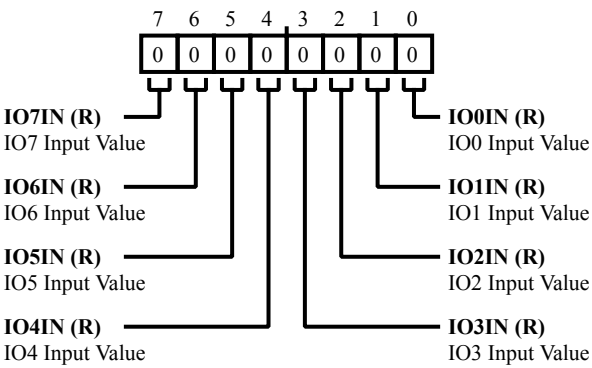 7 6 5 4 3 2 1 0
0 0 0 0 0 0 0 0
IO7IN (R)
IO7 Input Value
IO6IN (R)
IO6 Input Value
IO5IN (R)
IO5 Input Value
IO4IN (R)
IO4 Input Value
IO0IN (R)
IO0 Input Value
IO1IN (R)
IO1 Input Value
IO2IN (R)
IO2 Input Value
IO3IN (R)
IO3 Input Value